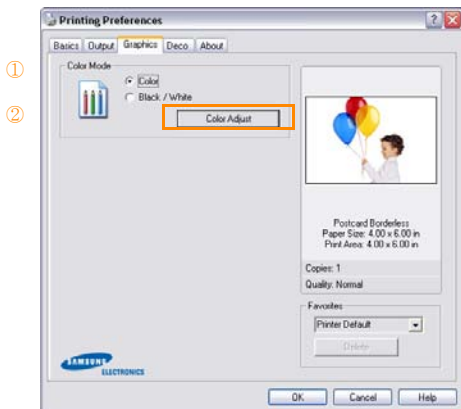 Printing Preferences
Basics Output Graphics Deco About
① Color Mode
Color
② Black / White
Color Adjust
Postcard Borderless
Paper Size: 4.00 x 6.00 in
Print Area: 4.00 x 6.00 in
Copies: 1
Quality: Normal
Favorites
Printer Default
Delete
SAMSUNG
ELECTRONICS
OK Cancel Help